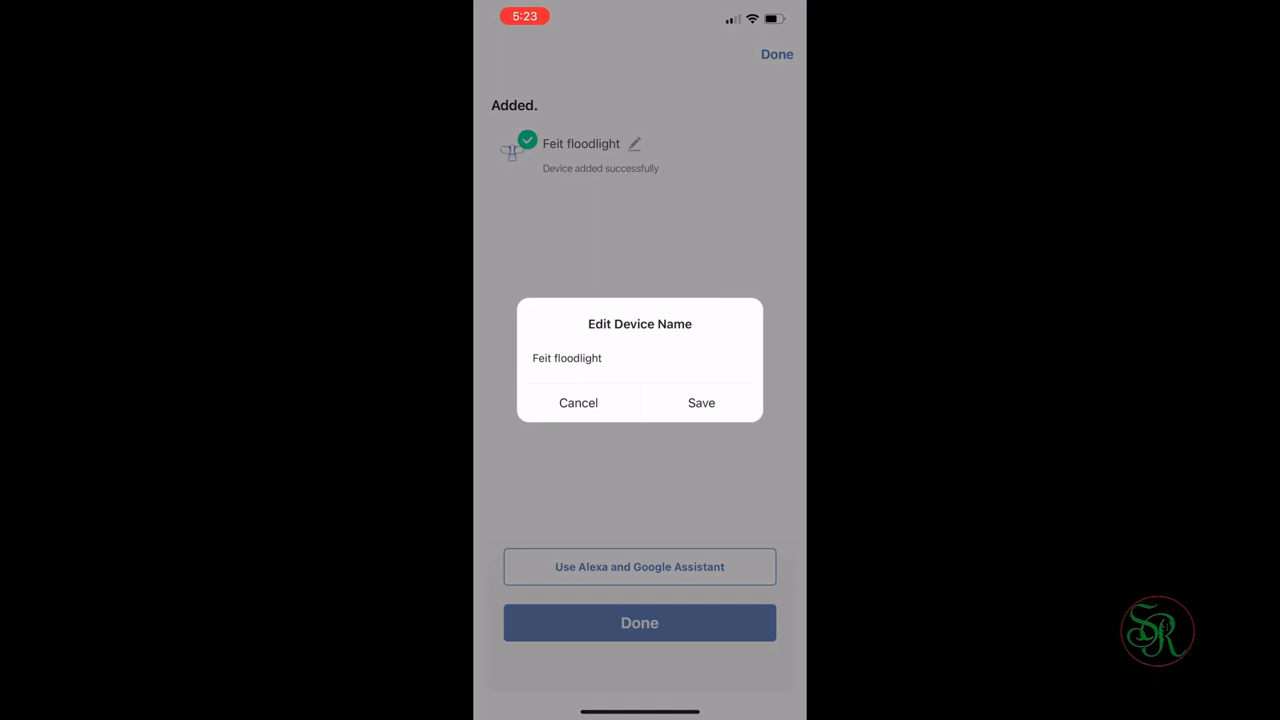 5:23
Done
Added.
Feit floodlight
Device added successfully
Edit Device Name
Feit floodlight
Cancel
Save
Use Alexa and Google Assistant
Done
SR